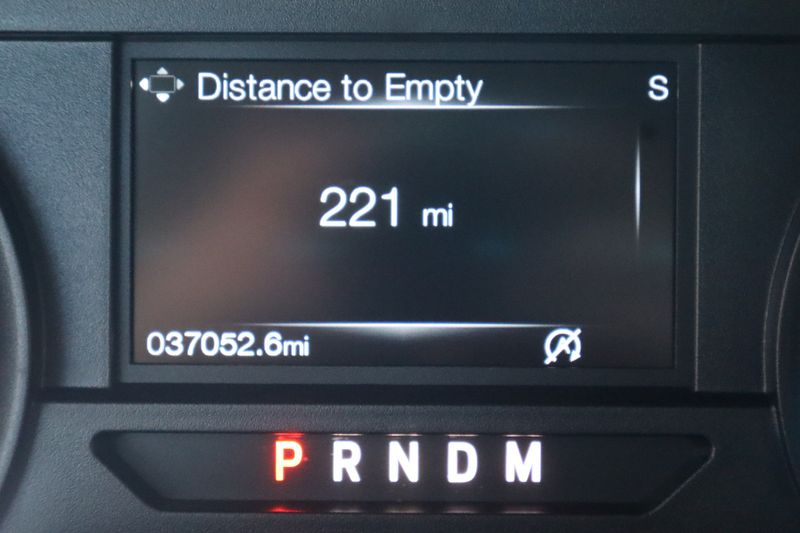 Distance to Empty S
221 mi
037052.6mi
P R N D M